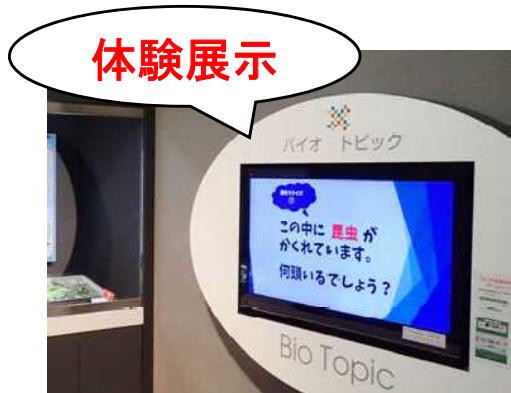 体験展示
バイオ トピック
この中に 昆虫 が
かくれています。
何頭いるでしょう？
Bio Topic